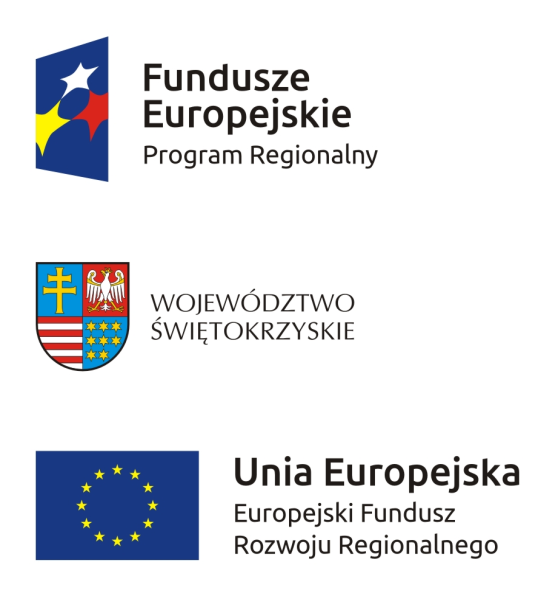 Fundusze
Europejskie
Program Regionalny
WOJEWÓDZTWO
ŚWIĘTOKRZYSKIE
Unia Europejska
Europejski Fundusz
Rozwoju Regionalnego